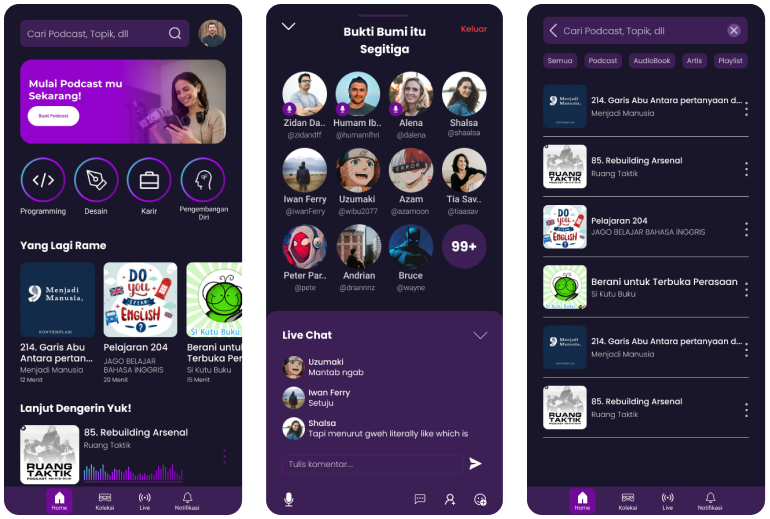 Cari Podcast, Topik, dll
Mulai Podcast mu
Sekarang!
Buat Podcast
Programming
Desain
Karir
Pengembangan
Diri
Yang Lagi Rame
Menjadi
Manusia,
KONTEMPLASI
DO
YOU
SPEAK
ENGLISH
?
Si Kutu Buku
214. Garis Abu
Antara pertan...
Menjadi Manusia
12 Menit
Pelajaran 204
JAGO BELAJAR
BAHASA iNGGRIS
20 Menit
Berani untuk
Terbuka Per
Si Kutu Buku
15 Menit
Lanjut Dengerin Yuk!
RUANG
TAKTIK
85. Rebuilding Arsenal
Ruang Taktik
Home
Koleksi
Live
Notifikasi
Bukti Bumi itu
Segitiga
Keluar
Zidan Da..
@zidandff
Humam Ib..
@humamfhri
Alena
@dalena
Shalsa
@shaalsa
ERROR
Iwan Ferry
@iwanFerry
Uzumaki
@wibu2077
Azam
@azamoon
Tia Sav..
@tiaasav
Peter Par..
@pete
Andrian
@driannnz
Bruce
@wayne
99+
Live Chat
Uzumaki
Mantab ngab
Iwan Ferry
Setuju
Shalsa
Tapi menurut gweh literally like which is
Tulis komentar...
Cari Podcast, Topik, dll
Semua
Podcast
AudioBook
Artis
Playlist
Menjadi
Manusia,
214. Garis Abu Antara pertanyaan d...
Menjadi Manusia
RUANG
TAKTIK
85. Rebuilding Arsenal
Ruang Taktik
DO
YOU
SPEAK
ENGLISH
?
Pelajaran 204
JAGO BELAJAR BAHASA iNGGRIS
Si Kutu Buku
Berani untuk Terbuka Perasaan
Si Kutu Buku
Menjadi
Manusia,
214. Garis Abu Antara pertanyaan d...
Menjadi Manusia
RUANG
TAKTIK
85. Rebuilding Arsenal
Ruang Taktik
Home
Koleksi
Live
Notifikasi